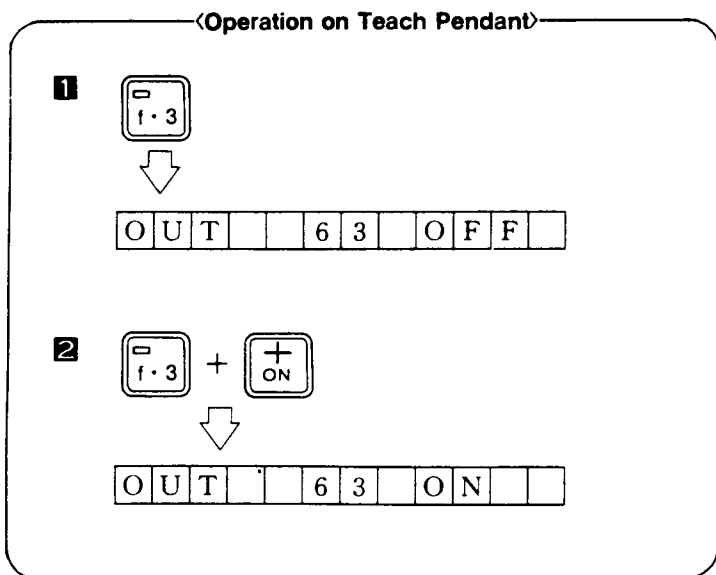 〈Operation on Teach Pendant〉
1
f・3
OUT 63 OFF
2
f・3 + + ON
OUT 63 ON